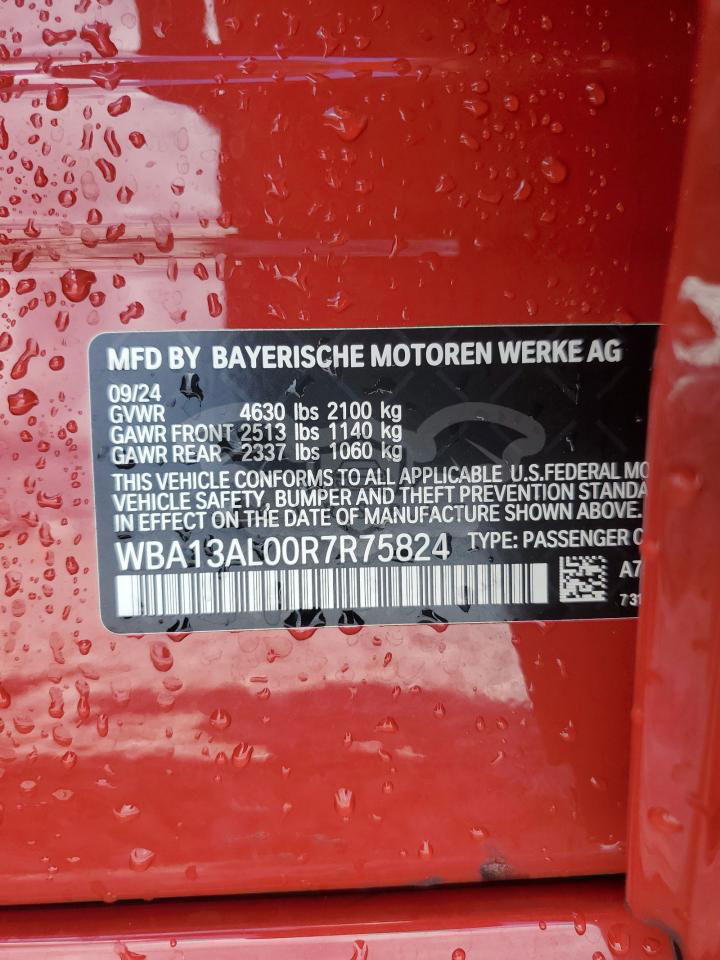 MFD BY BAYERISCHE MOTOREN WERKE AG
09/24
GVWR 4630 lbs 2100 kg
GAWR FRONT 2513 lbs 1140 kg
GAWR REAR 2337 lbs 1060 kg
THIS VEHICLE CONFORMS TO ALL APPLICABLE U.S.FEDERAL MO
VEHICLE SAFETY, BUMPER AND THEFT PREVENTION STANDA
IN EFFECT ON THE DATE OF MANUFACTURE SHOWN ABOVE.
WBA13AL00R7R75824 TYPE: PASSENGER C
A7
731